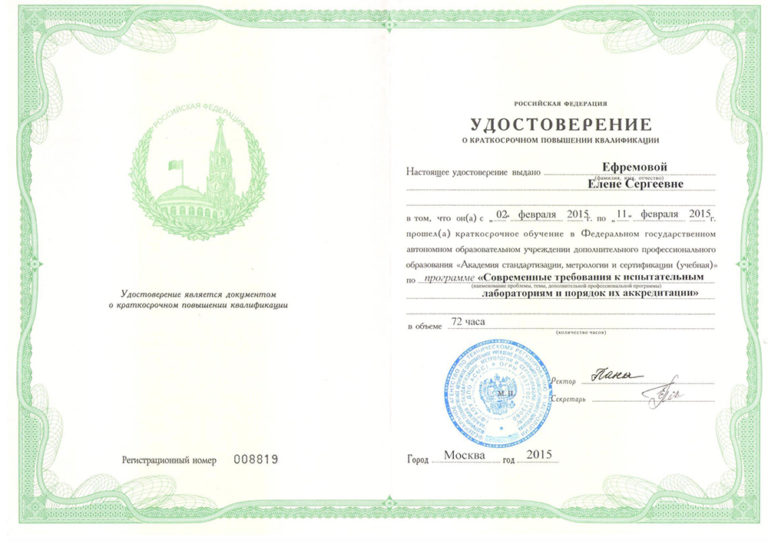 РОССИЙСКАЯ ФЕДЕРАЦИЯ
Удостоверение является документом
о краткосрочном повышении квалификации
Регистрационный номер 008819
РОССИЙСКАЯ ФЕДЕРАЦИЯ
УДОСТОВЕРЕНИЕ
О КРАТКОСРОЧНОМ ПОВЫШЕНИИ КВАЛИФИКАЦИИ
Настоящее удостоверение выдано Ефремовой
(фамилия, имя, отчество)
Елене Сергеевне
в том, что он(а) с „02„ февраля 2015г. по „11„ февраля 2015г.
прошел(а) краткосрочное обучение в Федеральном государственном
автономном образовательном учреждении дополнительного профессионального
образования «Академия стандартизации, метрологии и сертификации (учебная)»
по программе «Современные требования к испытательным
(наименование проблемы, темы, дополнительной профессиональной программы)
лабораториям и порядок их аккредитации»
в объеме 72 часа
(количество часов)
М.П.
Ректор
Секретарь
Город Москва год 2015